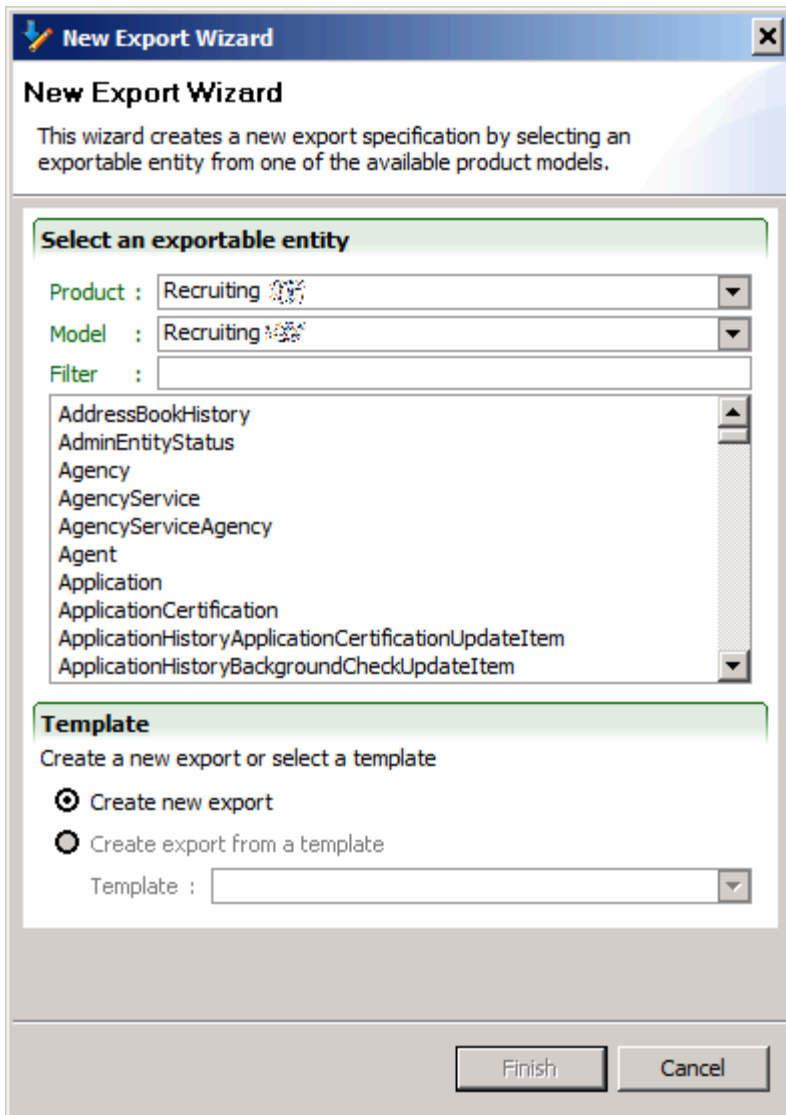 New Export Wizard
New Export Wizard
This wizard creates a new export specification by selecting an
exportable entity from one of the available product models.
Select an exportable entity
Product : Recruiting
Model : Recruiting
Filter :
AddressBookHistory
AdminEntityStatus
Agency
AgencyService
AgencyServiceAgency
Agent
Application
ApplicationCertification
ApplicationHistoryApplicationCertificationUpdateItem
ApplicationHistoryBackgroundCheckUpdateItem
Template
Create a new export or select a template
Create new export
Create export from a template
Template :
Finish Cancel